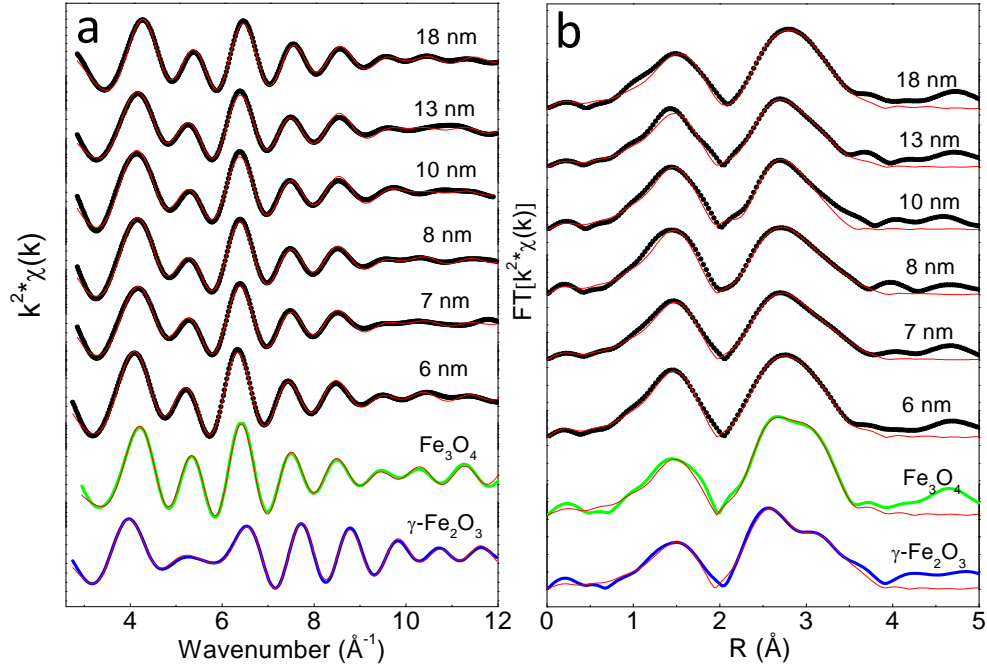 a
18 nm
13 nm
10 nm
8 nm
7 nm
6 nm
Fe₃O₄
γ-Fe₂O₃
k²*χ(k)
4 6 8 10 12
Wavenumber (Å⁻¹)
b
18 nm
13 nm
10 nm
8 nm
7 nm
6 nm
Fe₃O₄
γ-Fe₂O₃
FT[k²*χ(k)]
0 1 2 3 4 5
R (Å)